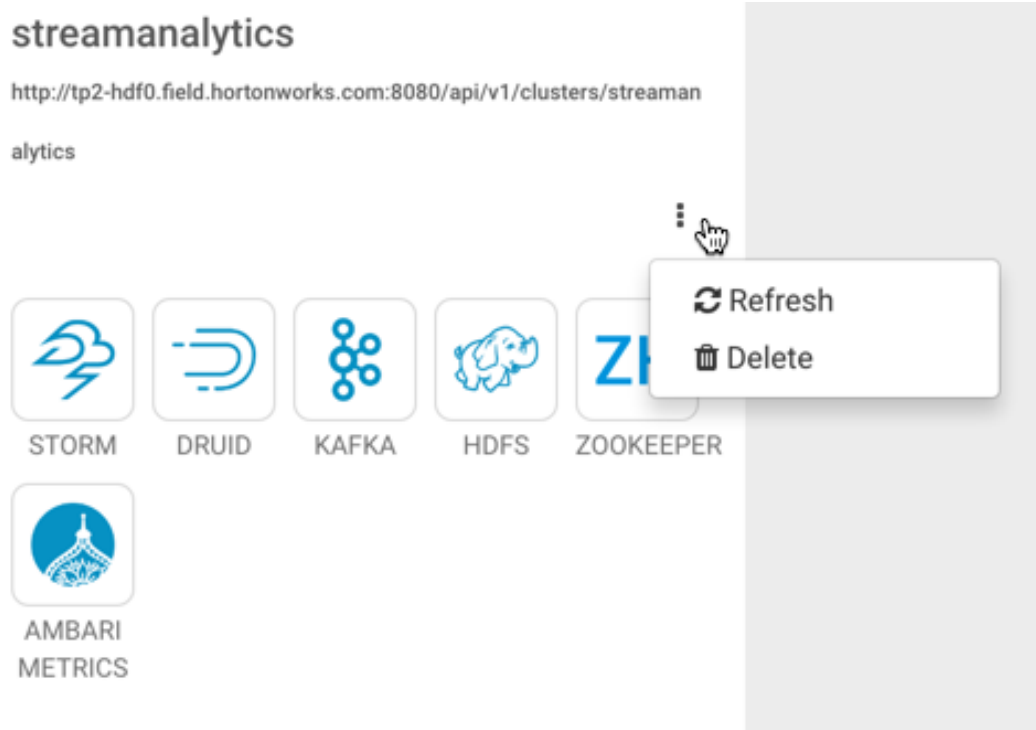 streamanalytics
http://tp2-hdf0.field.hortonworks.com:8080/api/v1/clusters/streaman
alytics
Refresh
Delete
STORM
DRUID
KAFKA
HDFS
ZOOKEEPER
AMBARI
METRICS